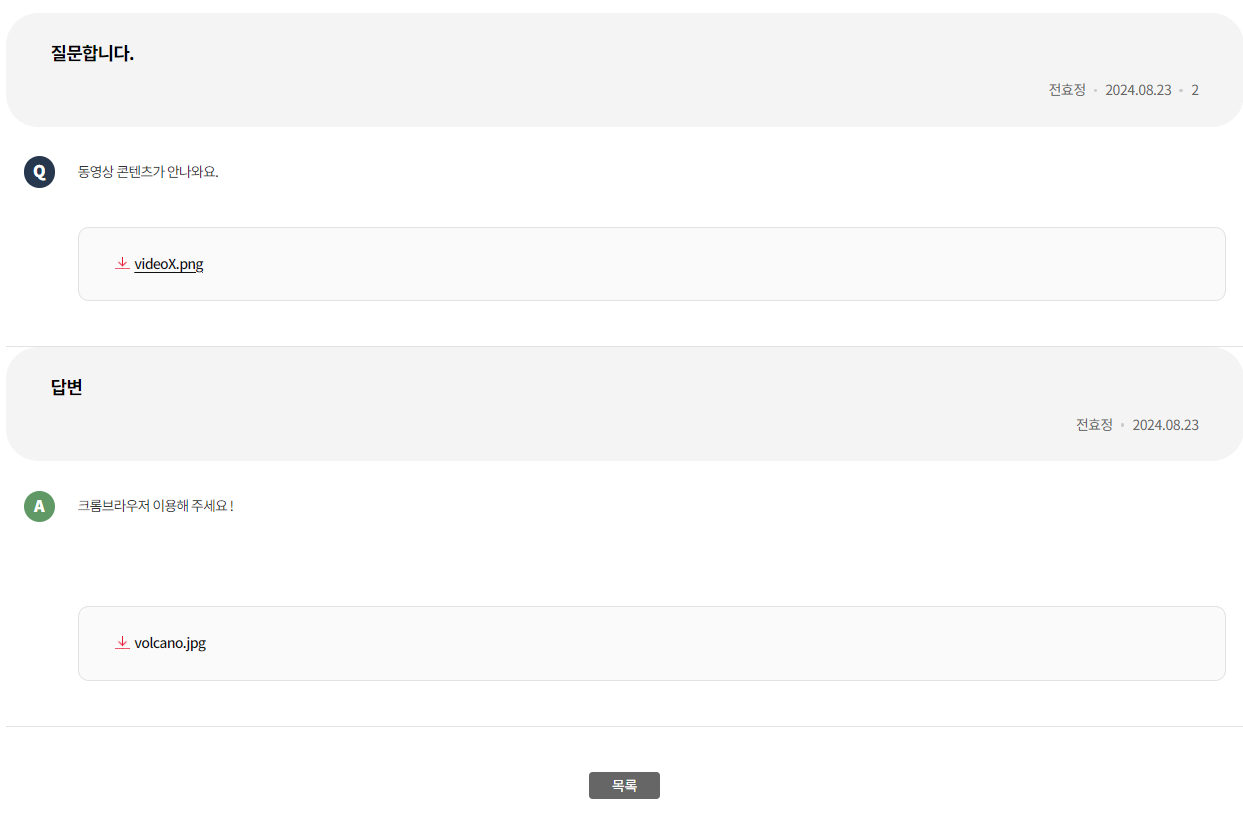 질문합니다.
전효정 • 2024.08.23 • 2
Q 동영상 콘텐츠가 안나와요.
videoX.png
답변
전효정 • 2024.08.23
A 크롬브라우저 이용해 주세요 !
volcano.jpg
목록